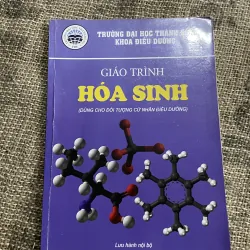 TRƯỜNG ĐẠI HỌC THÀNH
KHOA ĐIỀU DƯỠNG
GIÁO TRÌNH
HÓA SINH
(DÙNG CHO ĐỐI TƯỢNG CỬ NHÂN ĐIỀU DƯỠNG)
Lưu hành nội bộ